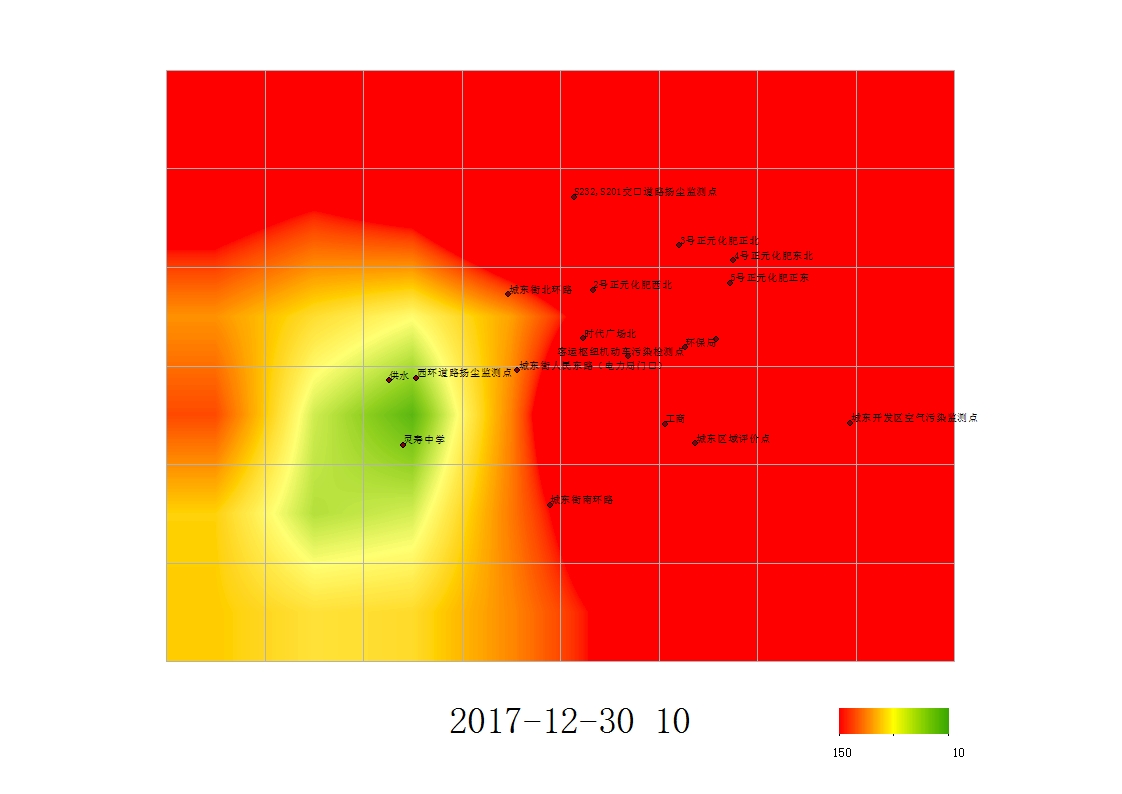 S232,S201交口道路扬尘监测点
3号正元化肥正北
4号正元化肥东北
5号正元化肥正东
城东街北环路
2号正元化肥西北
时代广场北
环保局
客运枢纽机动车污染检测点
城东街人民东路（电力局门口）
供水
西环道路扬尘监测点
工商
城东开发区空气污染监测点
灵寿中学
城东区域评价点
城东街南环路
2017-12-30 10
150
10